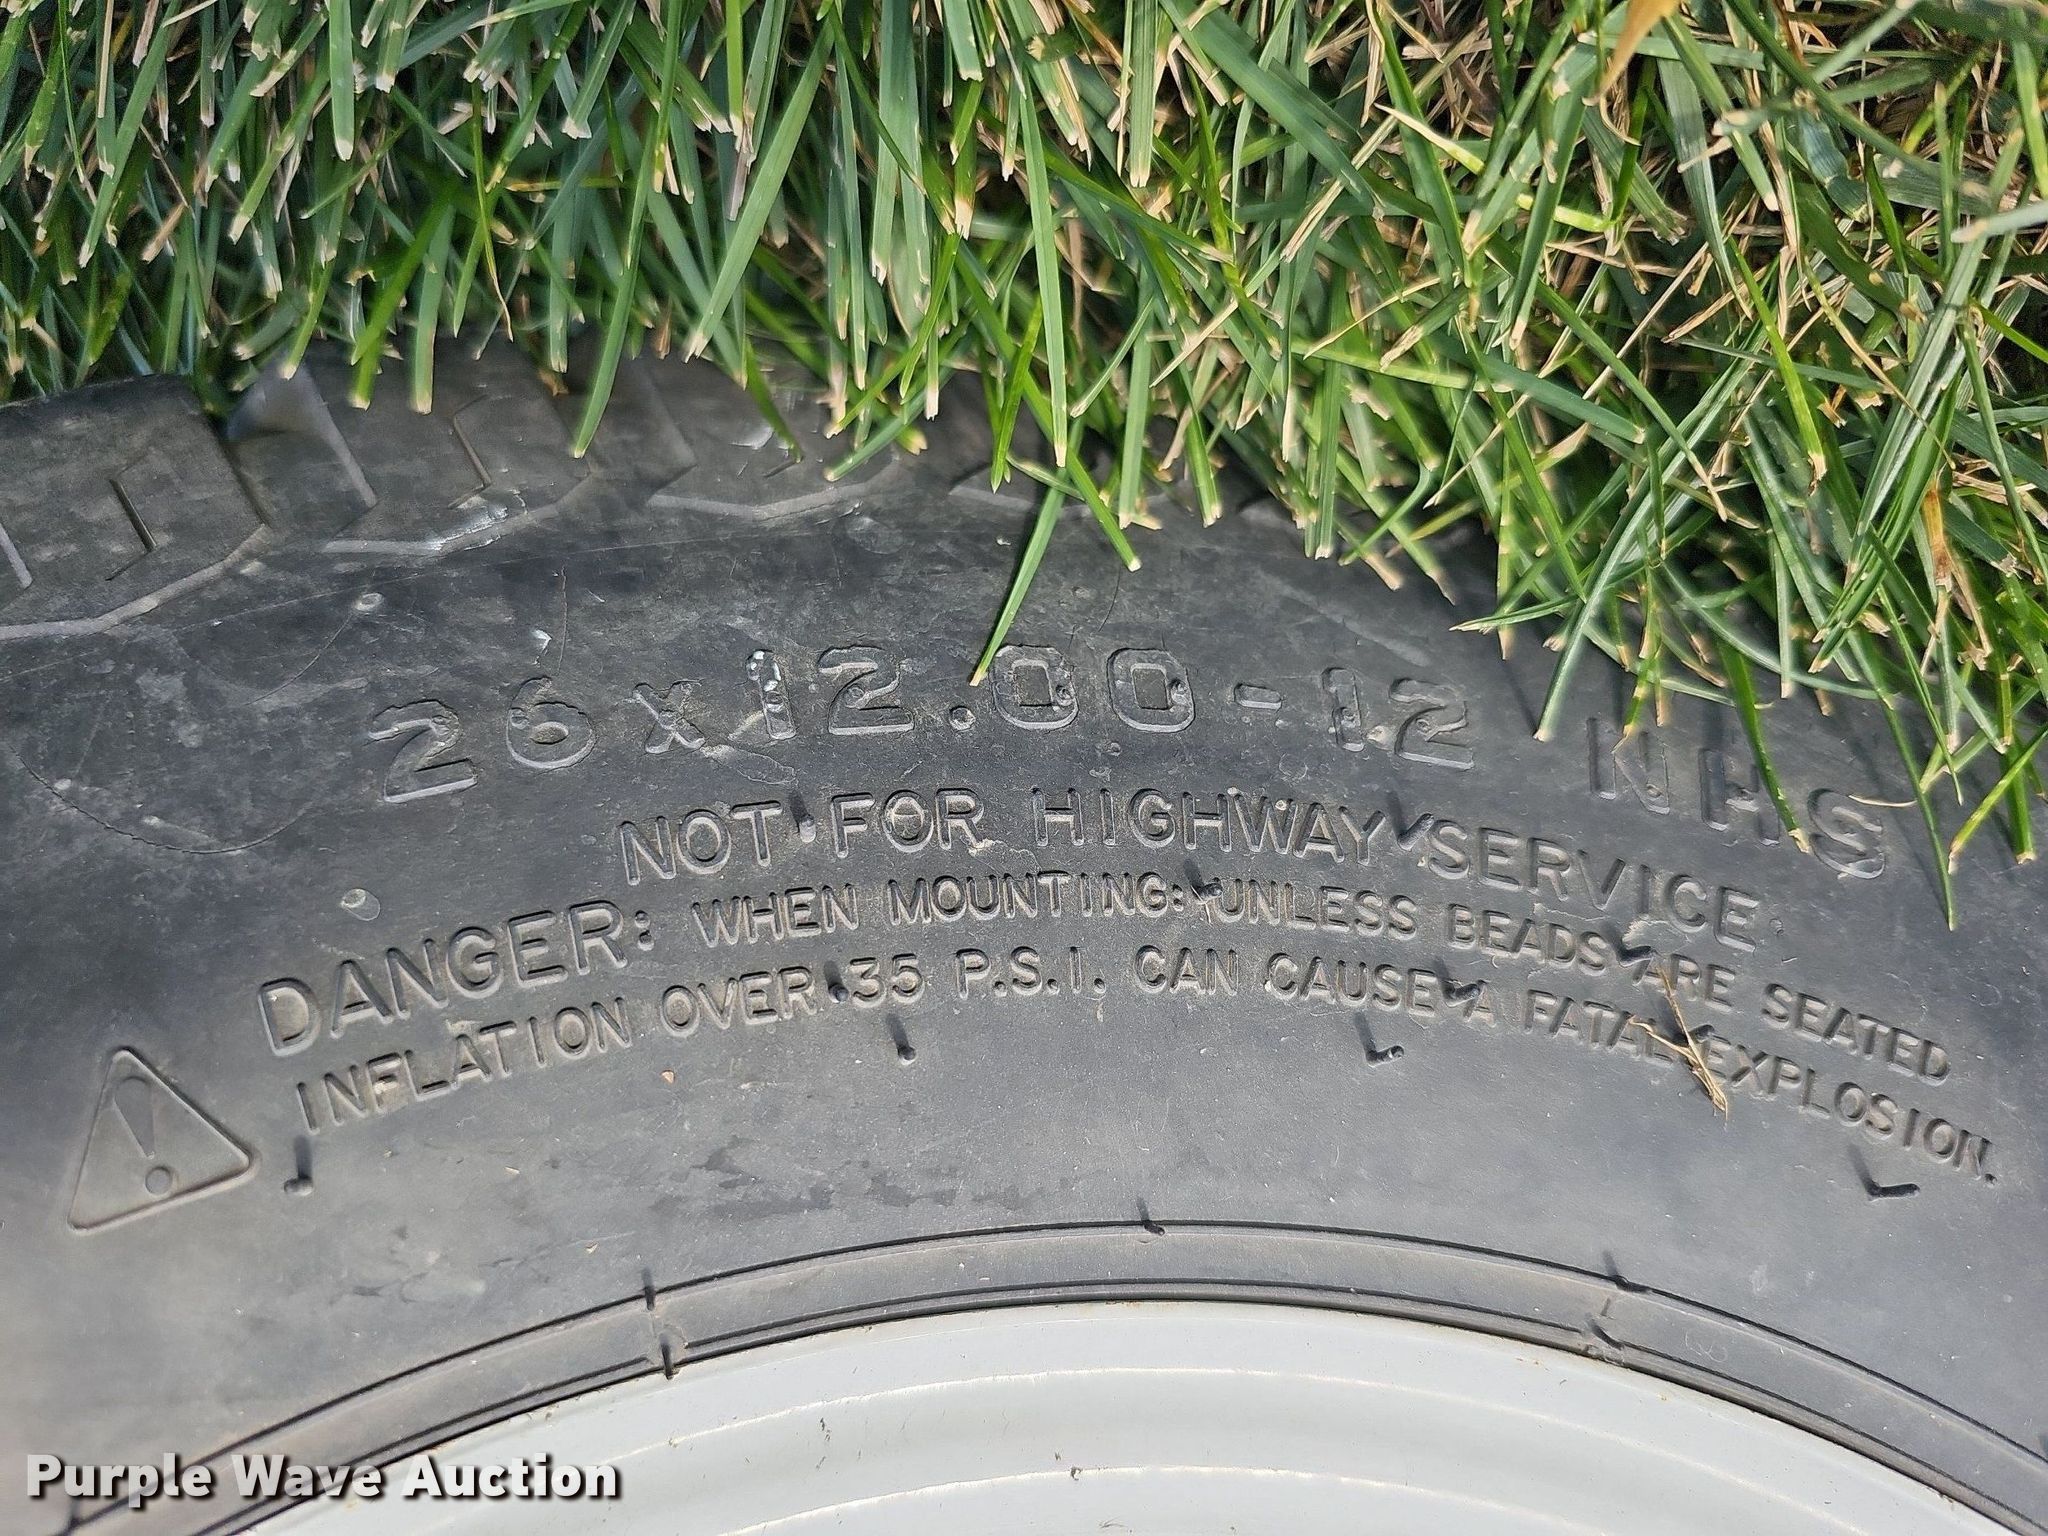 26x12.00-12 NHS
NOT FOR HIGHWAY SERVICE
DANGER: WHEN MOUNTING: UNLESS BEADS ARE SEATED
INFLATION OVER 35 P.S.I. CAN CAUSE A FATAL EXPLOSION.
8
Purple Wave Auction